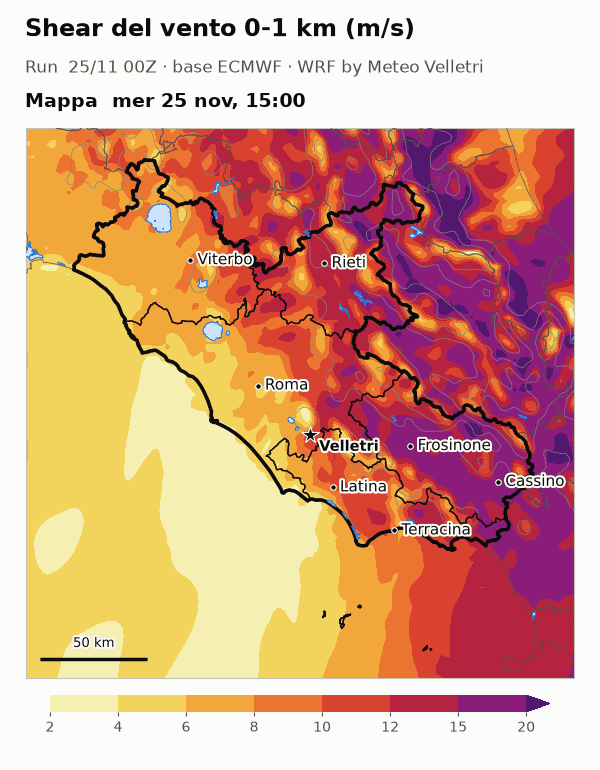 Shear del vento 0-1 km (m/s)
Run  25/11 00Z · base ECMWF · WRF by Meteo Velletri
Mappa  mer 25 nov, 15:00
Viterbo
Rieti
Roma
Velletri
Frosinone
Cassino
Latina
Terracina
50 km
2 4 6 8 10 12 15 20